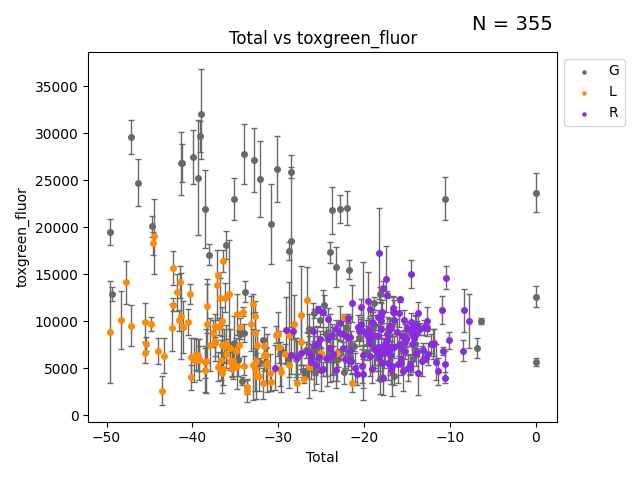 N = 355
Total vs toxgreen_fluor
G
L
R
toxgreen_fluor
35000
30000
25000
20000
15000
10000
5000
0
−50 −40 −30 −20 −10 0
Total